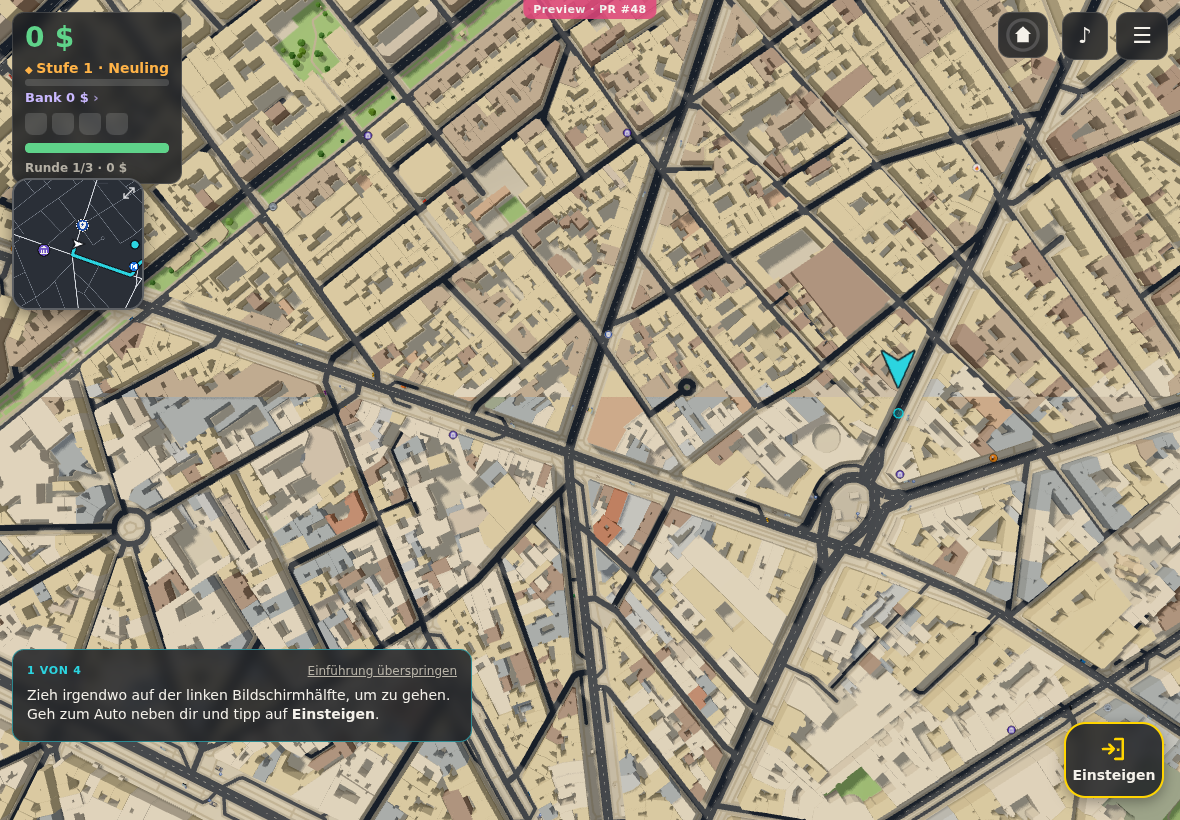 Preview · PR #48
0 $
Stufe 1 · Neuling
Bank 0 $ ›
Runde 1/3 · 0 $
1 VON 4
Einführung überspringen
Zieh irgendwo auf der linken Bildschirmhälfte, um zu gehen.
Geh zum Auto neben dir und tipp auf Einsteigen.
Einsteigen